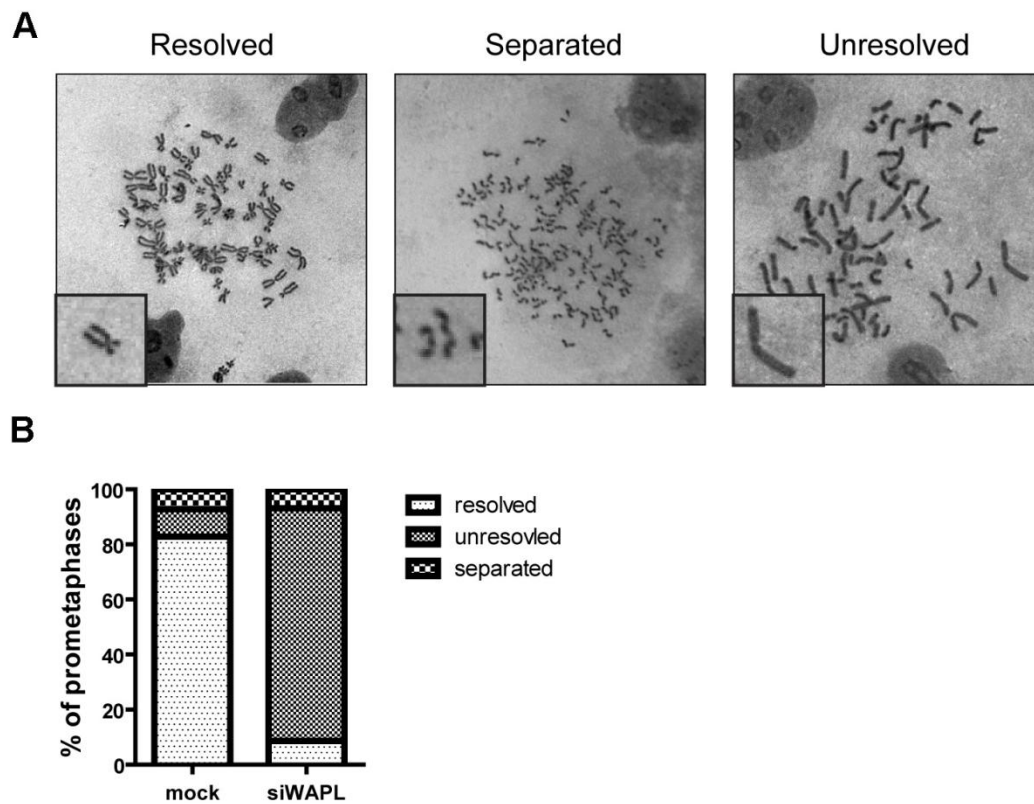 A
Resolved Separated Unresolved
B
% of prometaphases
100
80
60
40
20
0
mock siWAPL
resolved
unresovled
separated